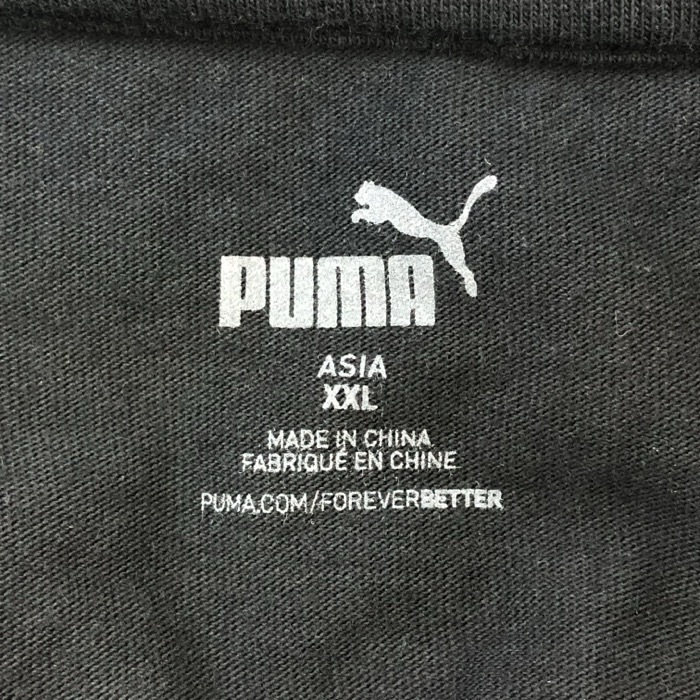 PUMA
ASIA
XXL
MADE IN CHINA
FABRIQUÉ EN CHINE
PUMA.COM/FOREVERBETTER